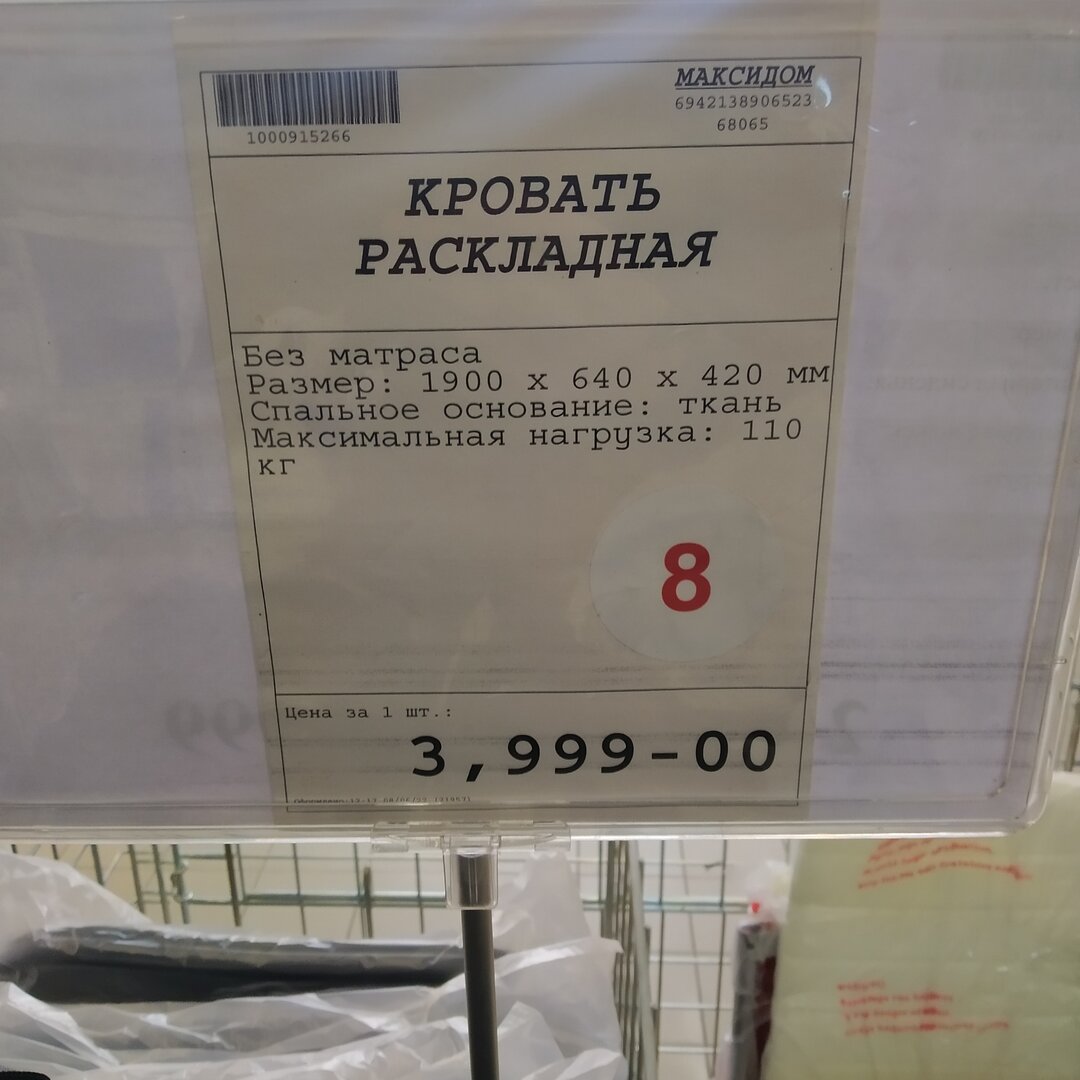 МАКСИДОМ
6942138906523
1000915266
68065
КРОВАТЬ
РАСКЛАДНАЯ
Без матраса
Размер: 1900 x 640 x 420 мм
Спальное основание: ткань
Максимальная нагрузка: 110
кг
8
Цена за 1 шт.:
3,999-00